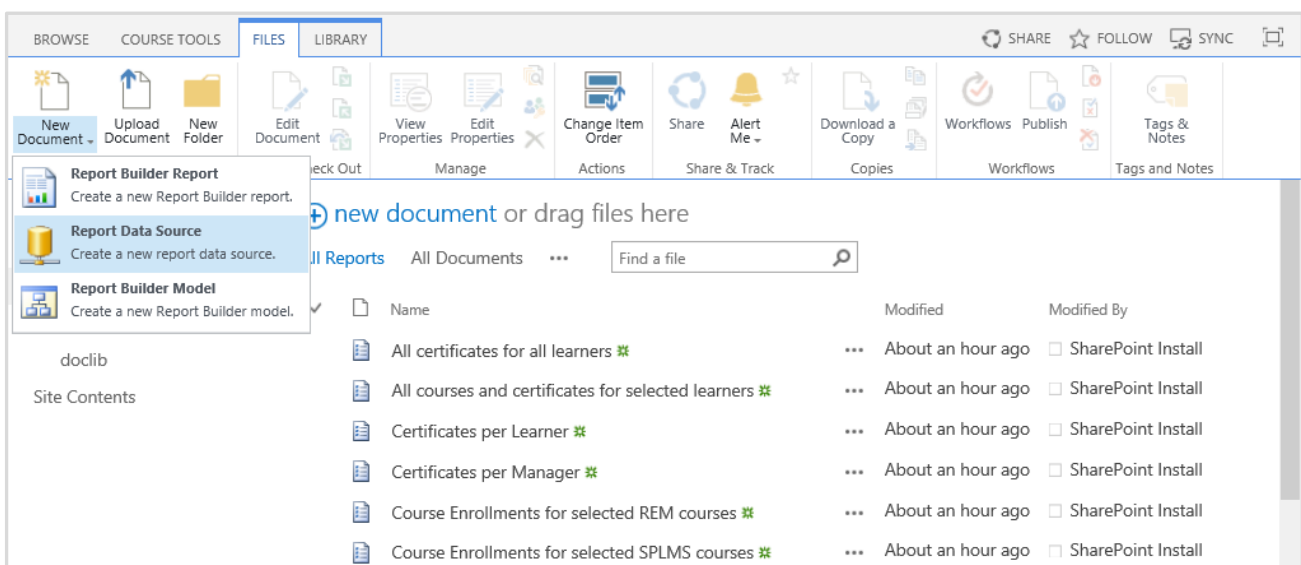 BROWSE COURSE TOOLS FILES LIBRARY SHARE FOLLOW SYNC
New Document Upload Document New Folder Edit Document View Properties Edit Properties Change Item Order Share Alert Me Download a Copy Workflows Publish Tags & Notes
eck Out Manage Actions Share & Track Copies Workflows Tags and Notes
Report Builder Report
Create a new Report Builder report.
Report Data Source
Create a new report data source.
Report Builder Model
Create a new Report Builder model.
new document or drag files here
ll Reports All Documents ••• Find a file
Name Modified Modified By
doclib
Site Contents
All certificates for all learners ••• About an hour ago SharePoint Install
All courses and certificates for selected learners ••• About an hour ago SharePoint Install
Certificates per Learner ••• About an hour ago SharePoint Install
Certificates per Manager ••• About an hour ago SharePoint Install
Course Enrollments for selected REM courses ••• About an hour ago SharePoint Install
Course Enrollments for selected SPLMS courses ••• About an hour ago SharePoint Install